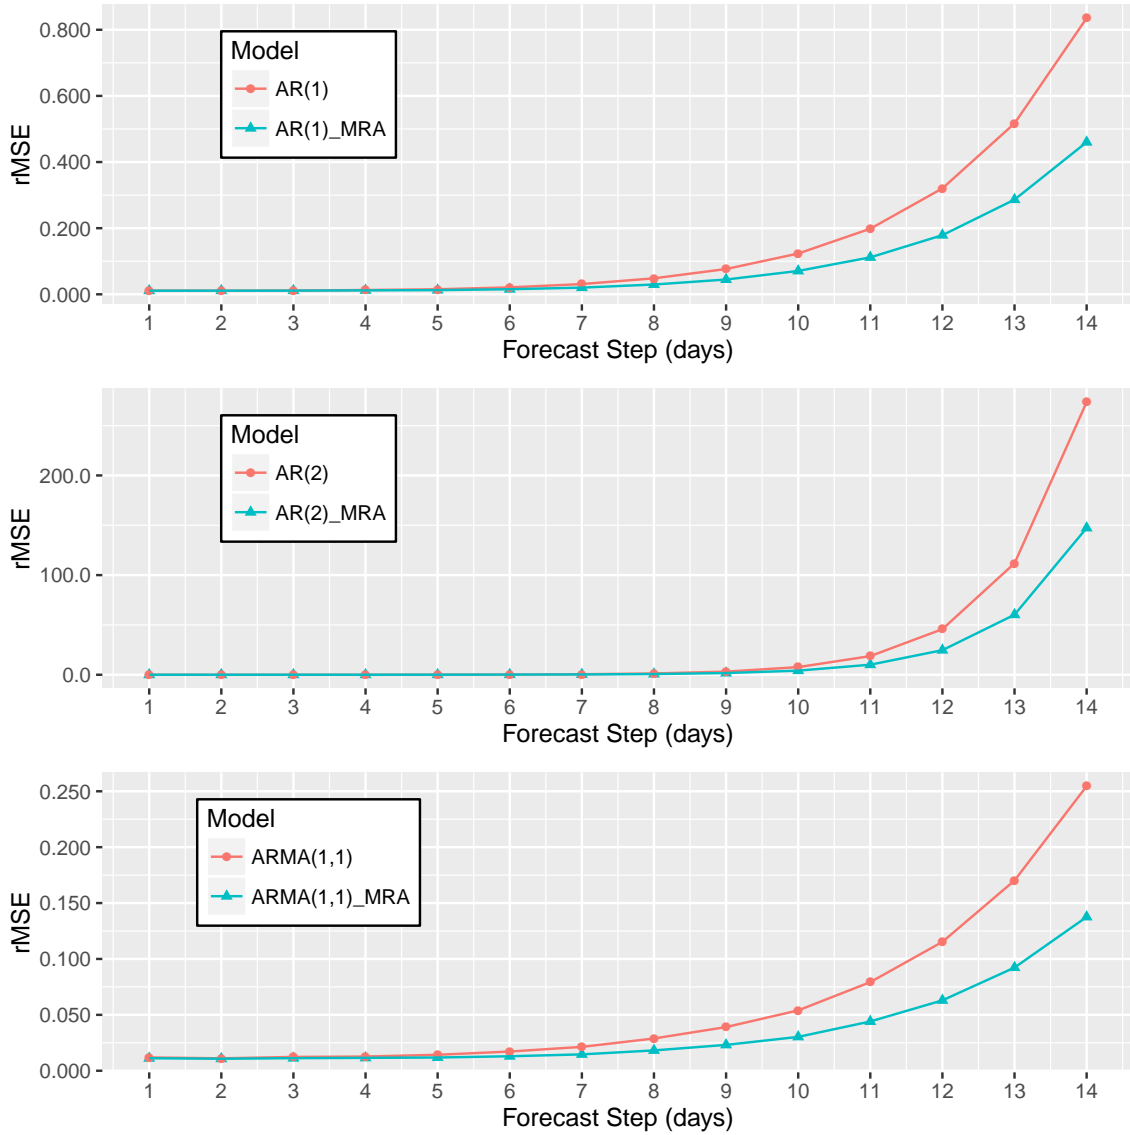 0.800
0.600
0.400
0.200
0.000
rMSE
Model
AR(1)
AR(1)_MRA
1 2 3 4 5 6 7 8 9 10 11 12 13 14
Forecast Step (days)
200.0
100.0
0.0
rMSE
Model
AR(2)
AR(2)_MRA
1 2 3 4 5 6 7 8 9 10 11 12 13 14
Forecast Step (days)
0.250
0.200
0.150
0.100
0.050
0.000
rMSE
Model
ARMA(1,1)
ARMA(1,1)_MRA
1 2 3 4 5 6 7 8 9 10 11 12 13 14
Forecast Step (days)